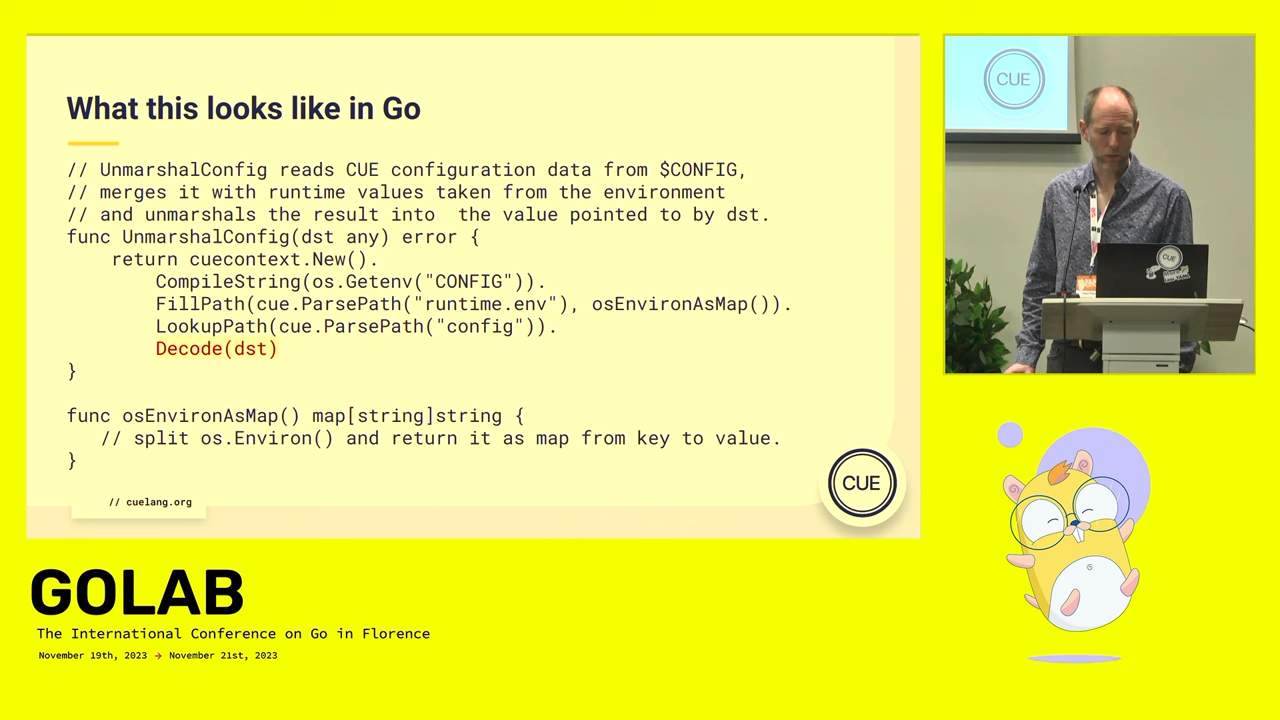 What this looks like in Go
// UnmarshalConfig reads CUE configuration data from $CONFIG,
// merges it with runtime values taken from the environment
// and unmarshals the result into  the value pointed to by dst.
func UnmarshalConfig(dst any) error {
    return cuecontext.New().
        CompileString(os.Getenv("CONFIG")).
        FillPath(cue.ParsePath("runtime.env"), osEnvironAsMap()).
        LookupPath(cue.ParsePath("config")).
        Decode(dst)
}
func osEnvironAsMap() map[string]string {
   // split os.Environ() and return it as map from key to value.
}
// cuelang.org
CUE
CUE
CUE
GOLAB
The International Conference on Go in Florence
November 19th, 2023 → November 21st, 2023